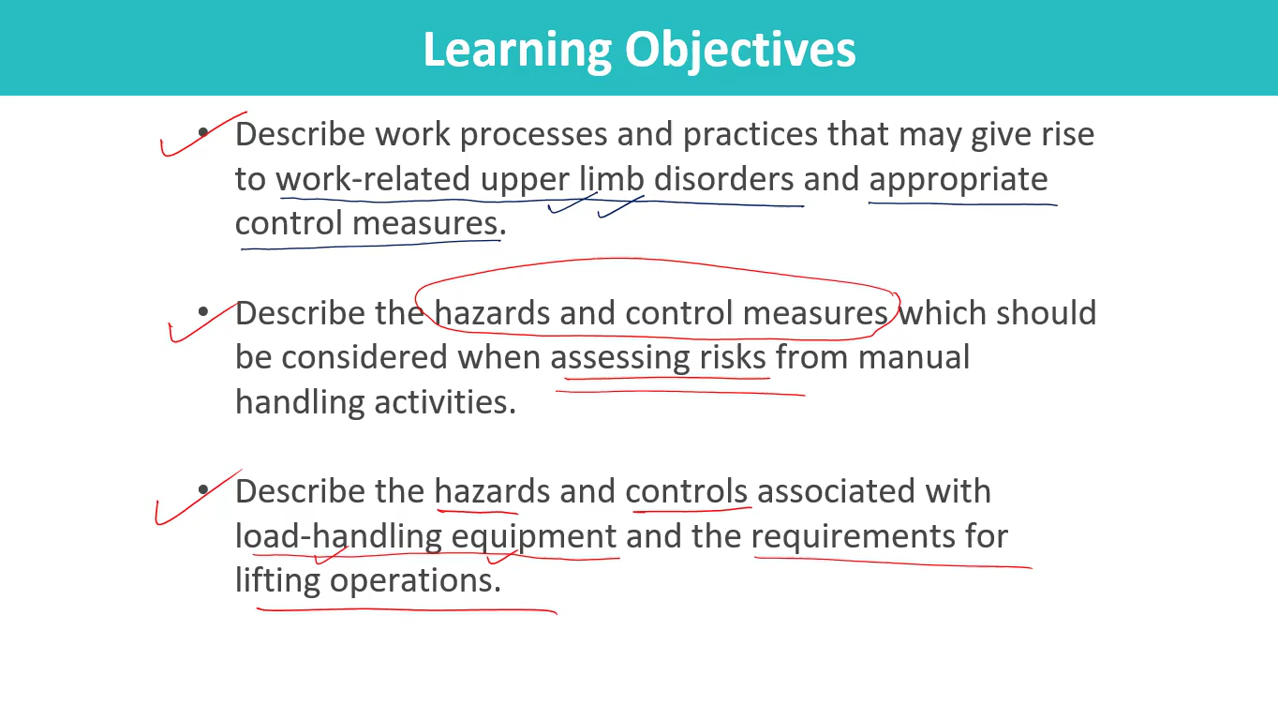 Learning Objectives
• Describe work processes and practices that may give rise
to work-related upper limb disorders and appropriate
control measures.
• Describe the hazards and control measures which should
be considered when assessing risks from manual
handling activities.
• Describe the hazards and controls associated with
load-handling equipment and the requirements for
lifting operations.